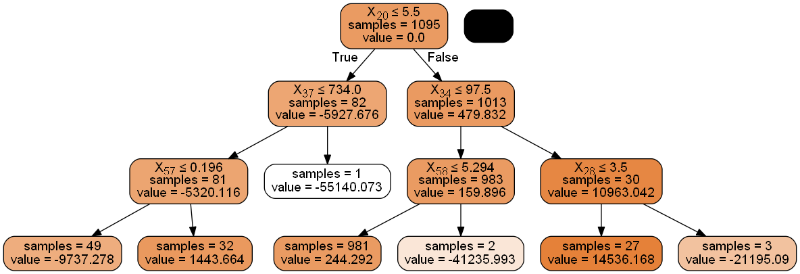 X₂₀ ≤ 5.5
samples = 1095
value = 0.0
True
False
X₃₇ ≤ 734.0
samples = 82
value = -5927.676
X₃₄ ≤ 97.5
samples = 1013
value = 479.832
X₅₇ ≤ 0.196
samples = 81
value = -5320.116
samples = 1
value = -55140.073
X₅₈ ≤ 5.294
samples = 983
value = 159.896
X₂₈ ≤ 3.5
samples = 30
value = 10963.042
samples = 49
value = -9737.278
samples = 32
value = 1443.664
samples = 981
value = 244.292
samples = 2
value = -41235.993
samples = 27
value = 14536.168
samples = 3
value = -21195.09